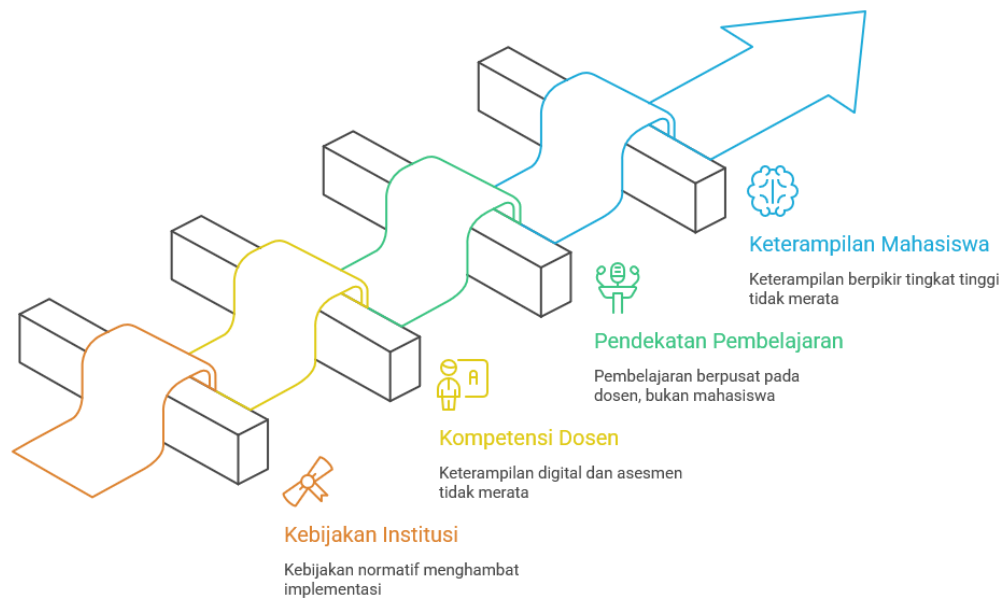 Keterampilan Mahasiswa
Keterampilan berpikir tingkat tinggi
tidak merata
Pendekatan Pembelajaran
Pembelajaran berpusat pada
dosen, bukan mahasiswa
A
Kompetensi Dosen
Keterampilan digital dan asesmen
tidak merata
Kebijakan Institusi
Kebijakan normatif menghambat
implementasi